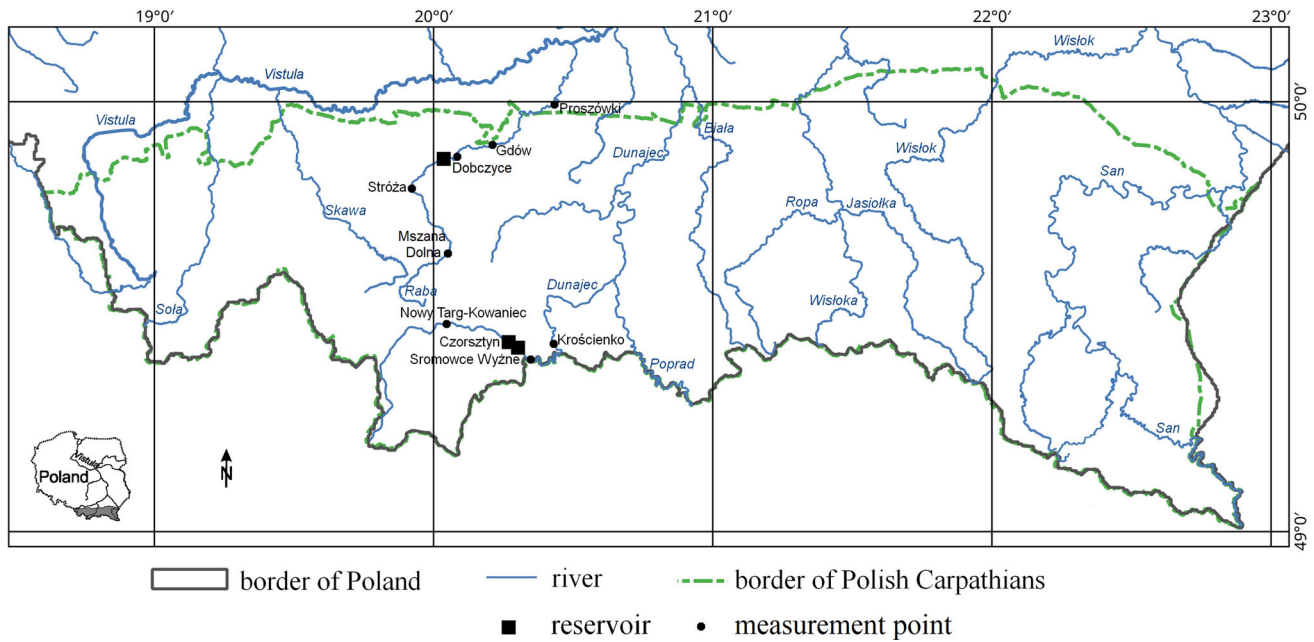 19°0′
20°0′
21°0′
22°0′
23°0′
Wisłok
Vistula
50°0′
Proszówki
Vistula
Biała
Gdów
Dunajec
Wisłok
Dobczyce
San
Stróża
Ropa
Jasiołka
Skawa
Mszana
Dolna
Raba
Dunajec
Wisłoka
Soła
Nowy Targ-Kowaniec
Czorsztyn
Krościenko
Sromowce Wyżne
Poprad
San
Vistula
Poland
N
49°0′
border of Poland
river
border of Polish Carpathians
reservoir
measurement point